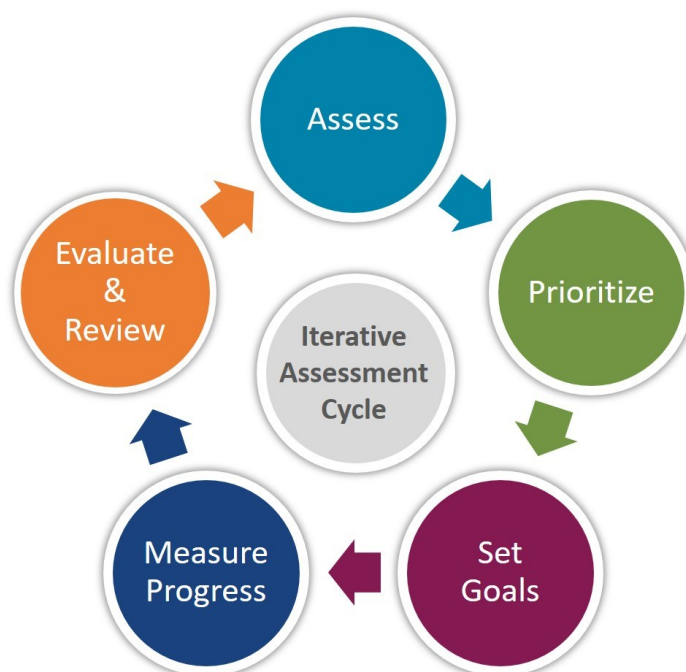 Assess
Prioritize
Set
Goals
Measure
Progress
Evaluate
&
Review
Iterative
Assessment
Cycle